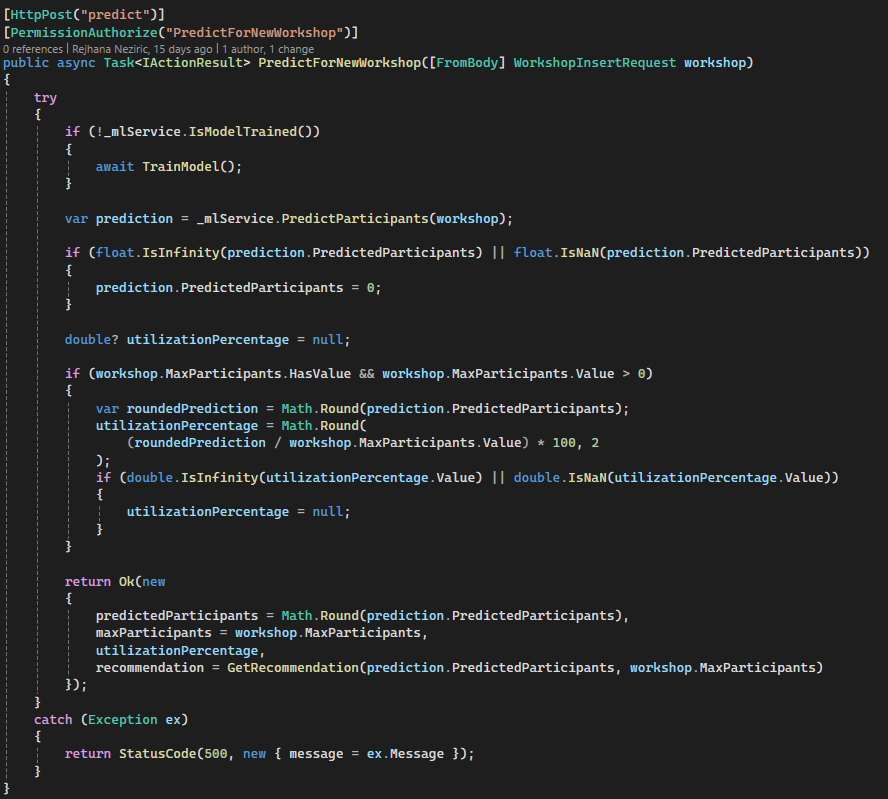 [HttpPost("predict")]
[PermissionAuthorize("PredictForNewWorkshop")]
0 references | Rejhana Neziric, 15 days ago | 1 author, 1 change
public async Task<IActionResult> PredictForNewWorkshop([FromBody] WorkshopInsertRequest workshop)
{
    try
    {
        if (!_mlService.IsModelTrained())
        {
            await TrainModel();
        }

        var prediction = _mlService.PredictParticipants(workshop);

        if (float.IsInfinity(prediction.PredictedParticipants) || float.IsNaN(prediction.PredictedParticipants))
        {
            prediction.PredictedParticipants = 0;
        }

        double? utilizationPercentage = null;

        if (workshop.MaxParticipants.HasValue && workshop.MaxParticipants.Value > 0)
        {
            var roundedPrediction = Math.Round(prediction.PredictedParticipants);
            utilizationPercentage = Math.Round(
                (roundedPrediction / workshop.MaxParticipants.Value) * 100, 2
            );
            if (double.IsInfinity(utilizationPercentage.Value) || double.IsNaN(utilizationPercentage.Value))
            {
                utilizationPercentage = null;
            }
        }

        return Ok(new
        {
            predictedParticipants = Math.Round(prediction.PredictedParticipants),
            maxParticipants = workshop.MaxParticipants,
            utilizationPercentage,
            recommendation = GetRecommendation(prediction.PredictedParticipants, workshop.MaxParticipants)
        });
    }
    catch (Exception ex)
    {
        return StatusCode(500, new { message = ex.Message });
    }
}